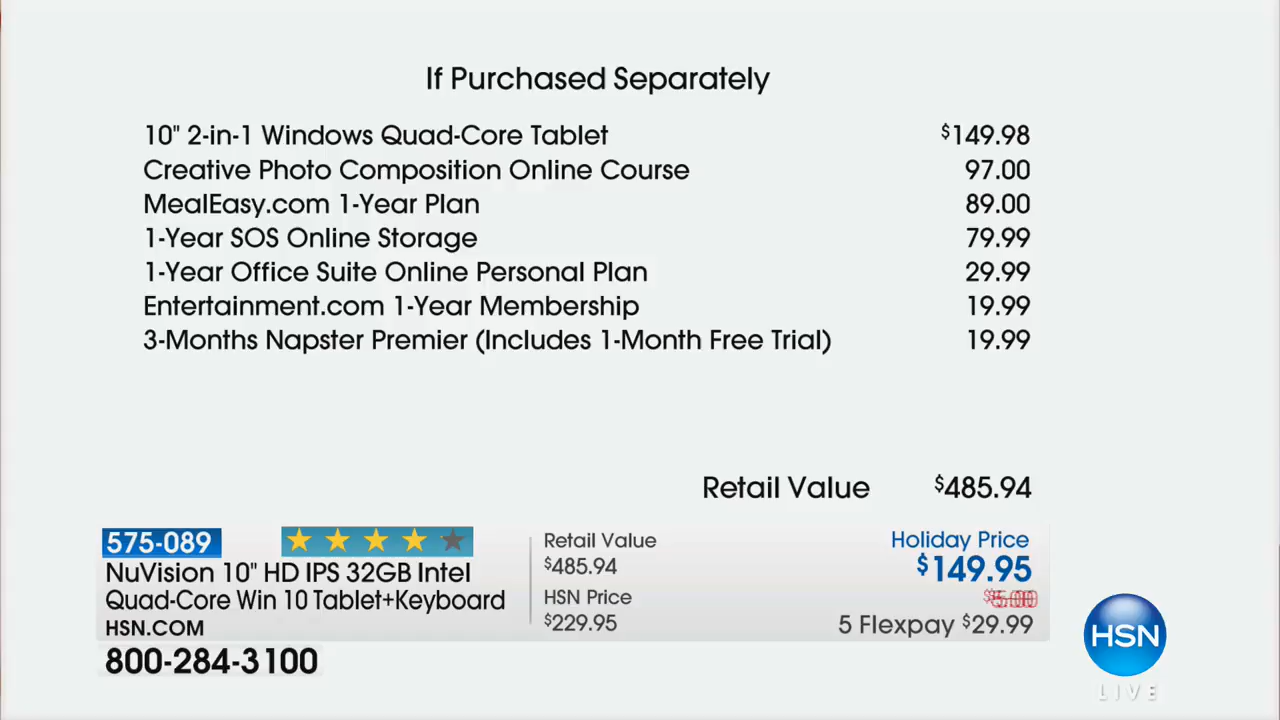 If Purchased Separately
10" 2-in-1 Windows Quad-Core Tablet $149.98
Creative Photo Composition Online Course 97.00
MealEasy.com 1-Year Plan 89.00
1-Year SOS Online Storage 79.99
1-Year Office Suite Online Personal Plan 29.99
Entertainment.com 1-Year Membership 19.99
3-Months Napster Premier (Includes 1-Month Free Trial) 19.99
Retail Value $485.94
575-089
NuVision 10" HD IPS 32GB Intel
Quad-Core Win 10 Tablet+Keyboard
HSN.COM
800-284-3100
Retail Value
$485.94
HSN Price
$229.95
Holiday Price
$149.95
5 Flexpay $29.99
HSN
LIVE